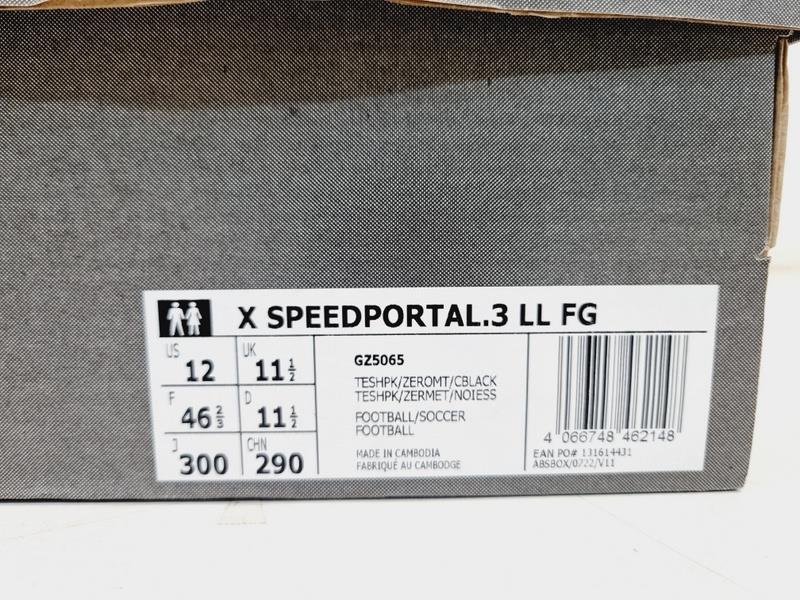 X SPEEDPORTAL.3 LL FG
US 12 UK 11 1/2
F 46 2/3 D 11 1/2
J 300 CHN 290
GZ5065
TESHPK/ZEROMT/CBLACK
TESHPK/ZERMET/NOIESS
FOOTBALL/SOCCER
FOOTBALL
MADE IN CAMBODIA
FABRIQUÉ AU CAMBODGE
4 066748 462148
EAN PO# 131614431
ABSBOX/0722/V11